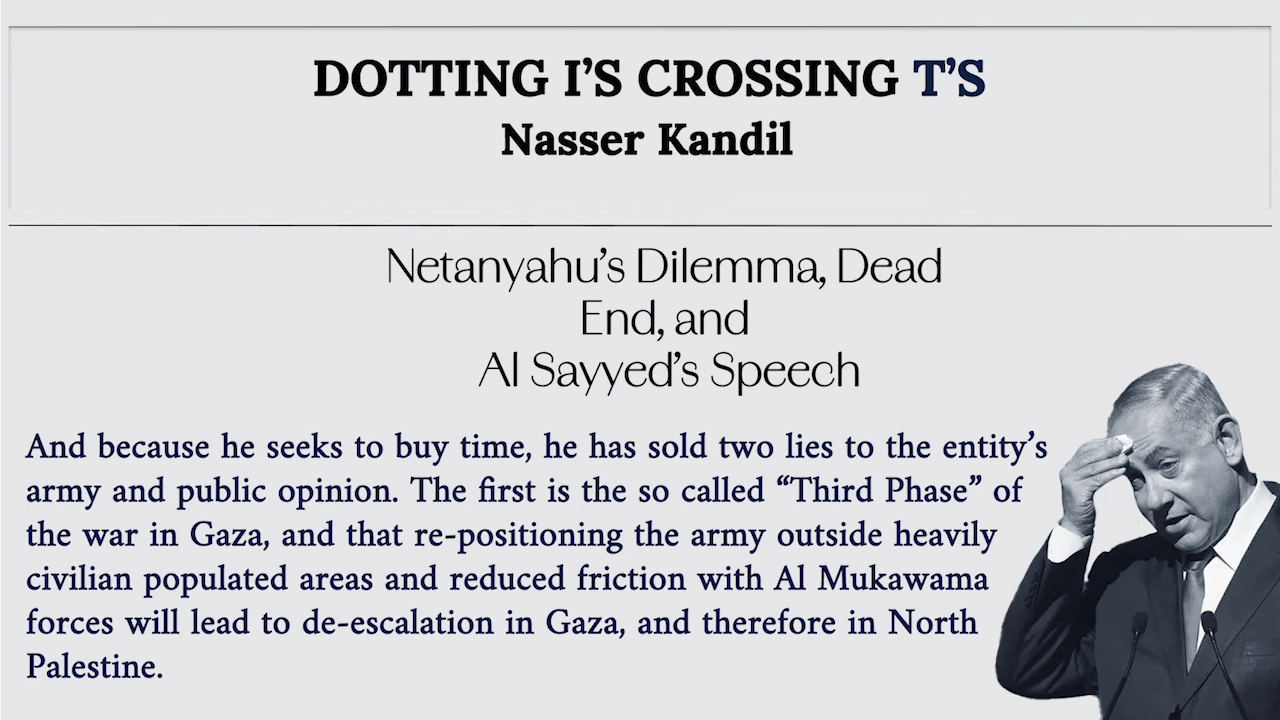 DOTTING I’S CROSSING T’S
Nasser Kandil
Netanyahu’s Dilemma, Dead
End, and
Al Sayyed’s Speech
And because he seeks to buy time, he has sold two lies to the entity’s
army and public opinion. The first is the so called “Third Phase” of
the war in Gaza, and that re-positioning the army outside heavily
civilian populated areas and reduced friction with Al Mukawama
forces will lead to de-escalation in Gaza, and therefore in North
Palestine.